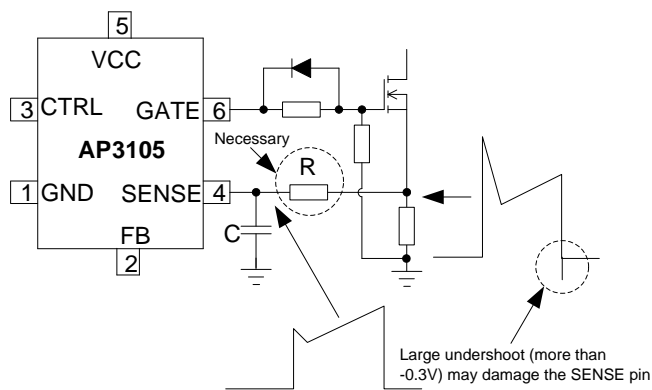 5
VCC
3 CTRL GATE 6
Necessary
AP3105
R
1 GND SENSE 4
C
FB
2
Large undershoot (more than
-0.3V) may damage the SENSE pin